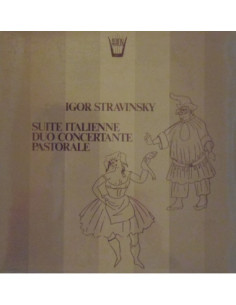 IGOR STRAVINSKY
SUITE ITALIENNE
DUO CONCERTANTE
PASTORALE